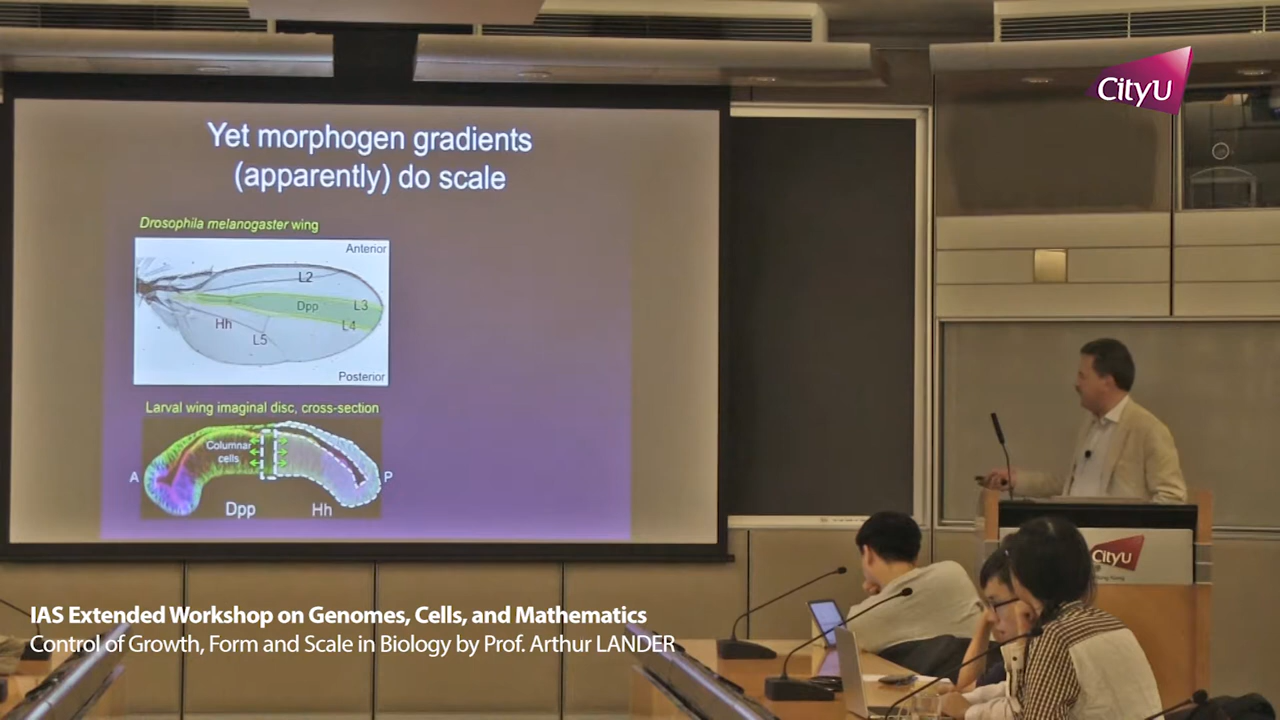 CityU
Yet morphogen gradients
(apparently) do scale
Drosophila melanogaster wing
Anterior
L2
Dpp
L3
Hh
L4
L5
Posterior
Larval wing imaginal disc, cross-section
Columnar
cells
A
P
Dpp
Hh
CityU
IAS Extended Workshop on Genomes, Cells, and Mathematics
Control of Growth, Form and Scale in Biology by Prof. Arthur LANDER